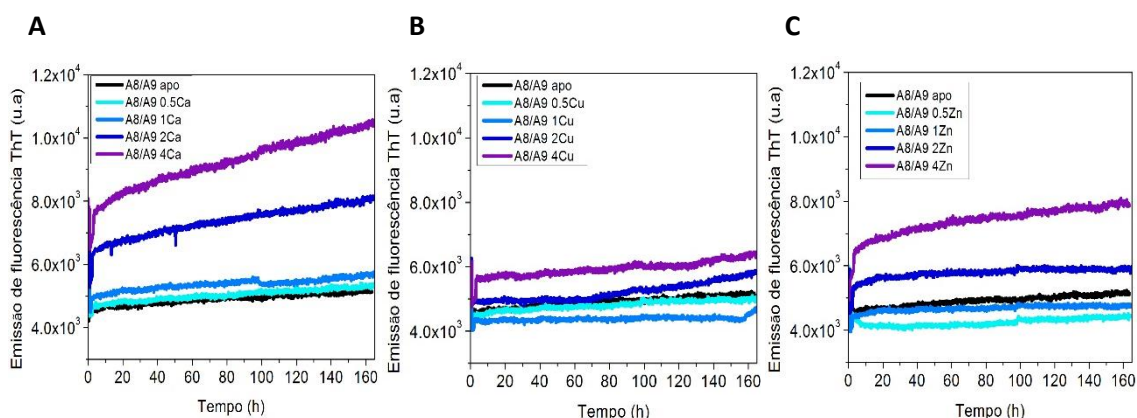 A
Emissão de fluorescência ThT (u.a)
1.2x10⁴
1.0x10⁴
8.0x10³
6.0x10³
4.0x10³
A8/A9 apo
A8/A9 0.5Ca
A8/A9 1Ca
A8/A9 2Ca
A8/A9 4Ca
0 20 40 60 80 100 120 140 160
Tempo (h)
B
Emissão de fluorescência ThT (u.a)
1.2x10⁴
1.0x10⁴
8.0x10³
6.0x10³
4.0x10³
A8/A9 apo
A8/A9 0.5Cu
A8/A9 1Cu
A8/A9 2Cu
A8/A9 4Cu
0 20 40 60 80 100 120 140 160
Tempo (h)
C
Emissão de fluorescência ThT (u.a)
1.2x10⁴
1.0x10⁴
8.0x10³
6.0x10³
4.0x10³
A8/A9 apo
A8/A9 0.5Zn
A8/A9 1Zn
A8/A9 2Zn
A8/A9 4Zn
0 20 40 60 80 100 120 140 160
Tempo (h)